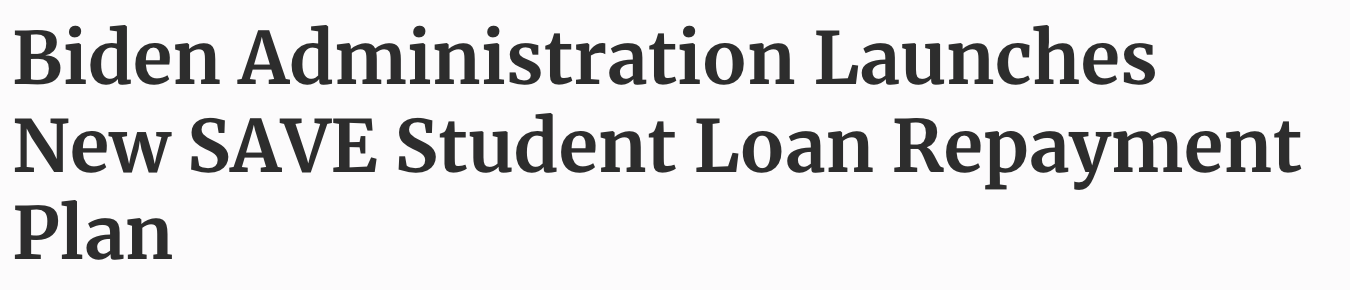 Biden Administration Launches
New SAVE Student Loan Repayment
Plan